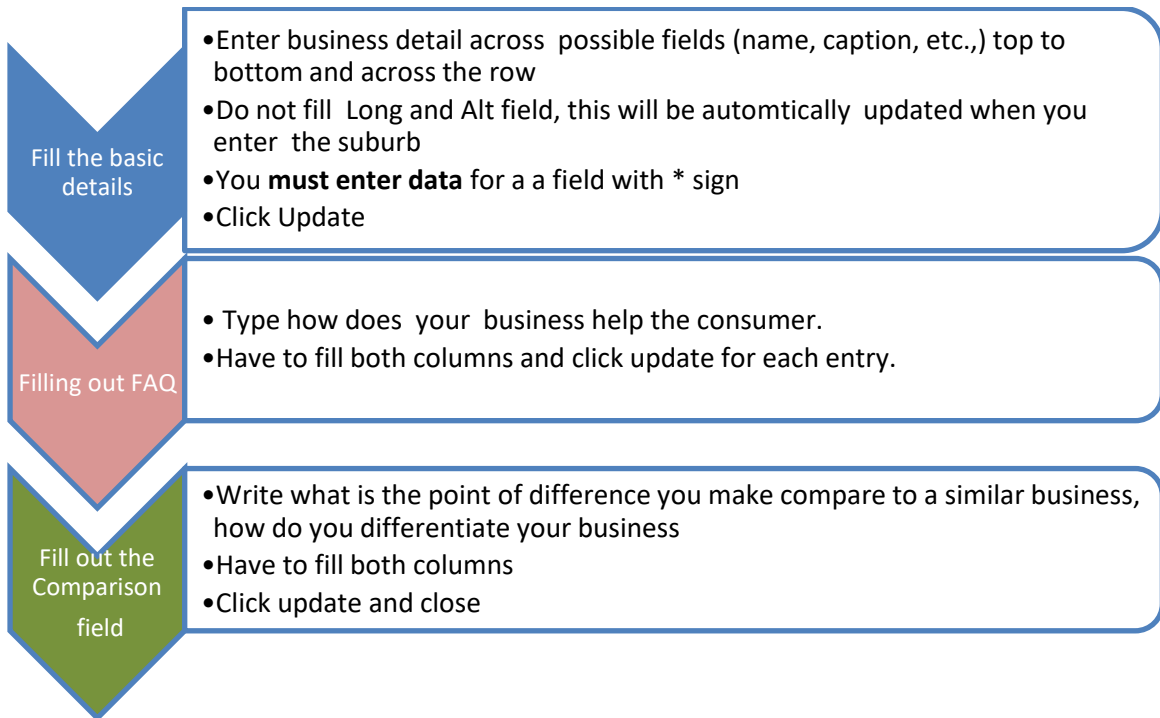 Fill the basic
details
•Enter business detail across possible fields (name, caption, etc.,) top to
bottom and across the row
•Do not fill Long and Alt field, this will be automtically updated when you
enter the suburb
•You must enter data for a a field with * sign
•Click Update
Filling out FAQ
• Type how does your business help the consumer.
•Have to fill both columns and click update for each entry.
Fill out the
Comparison
field
•Write what is the point of difference you make compare to a similar business,
how do you differentiate your business
•Have to fill both columns
•Click update and close